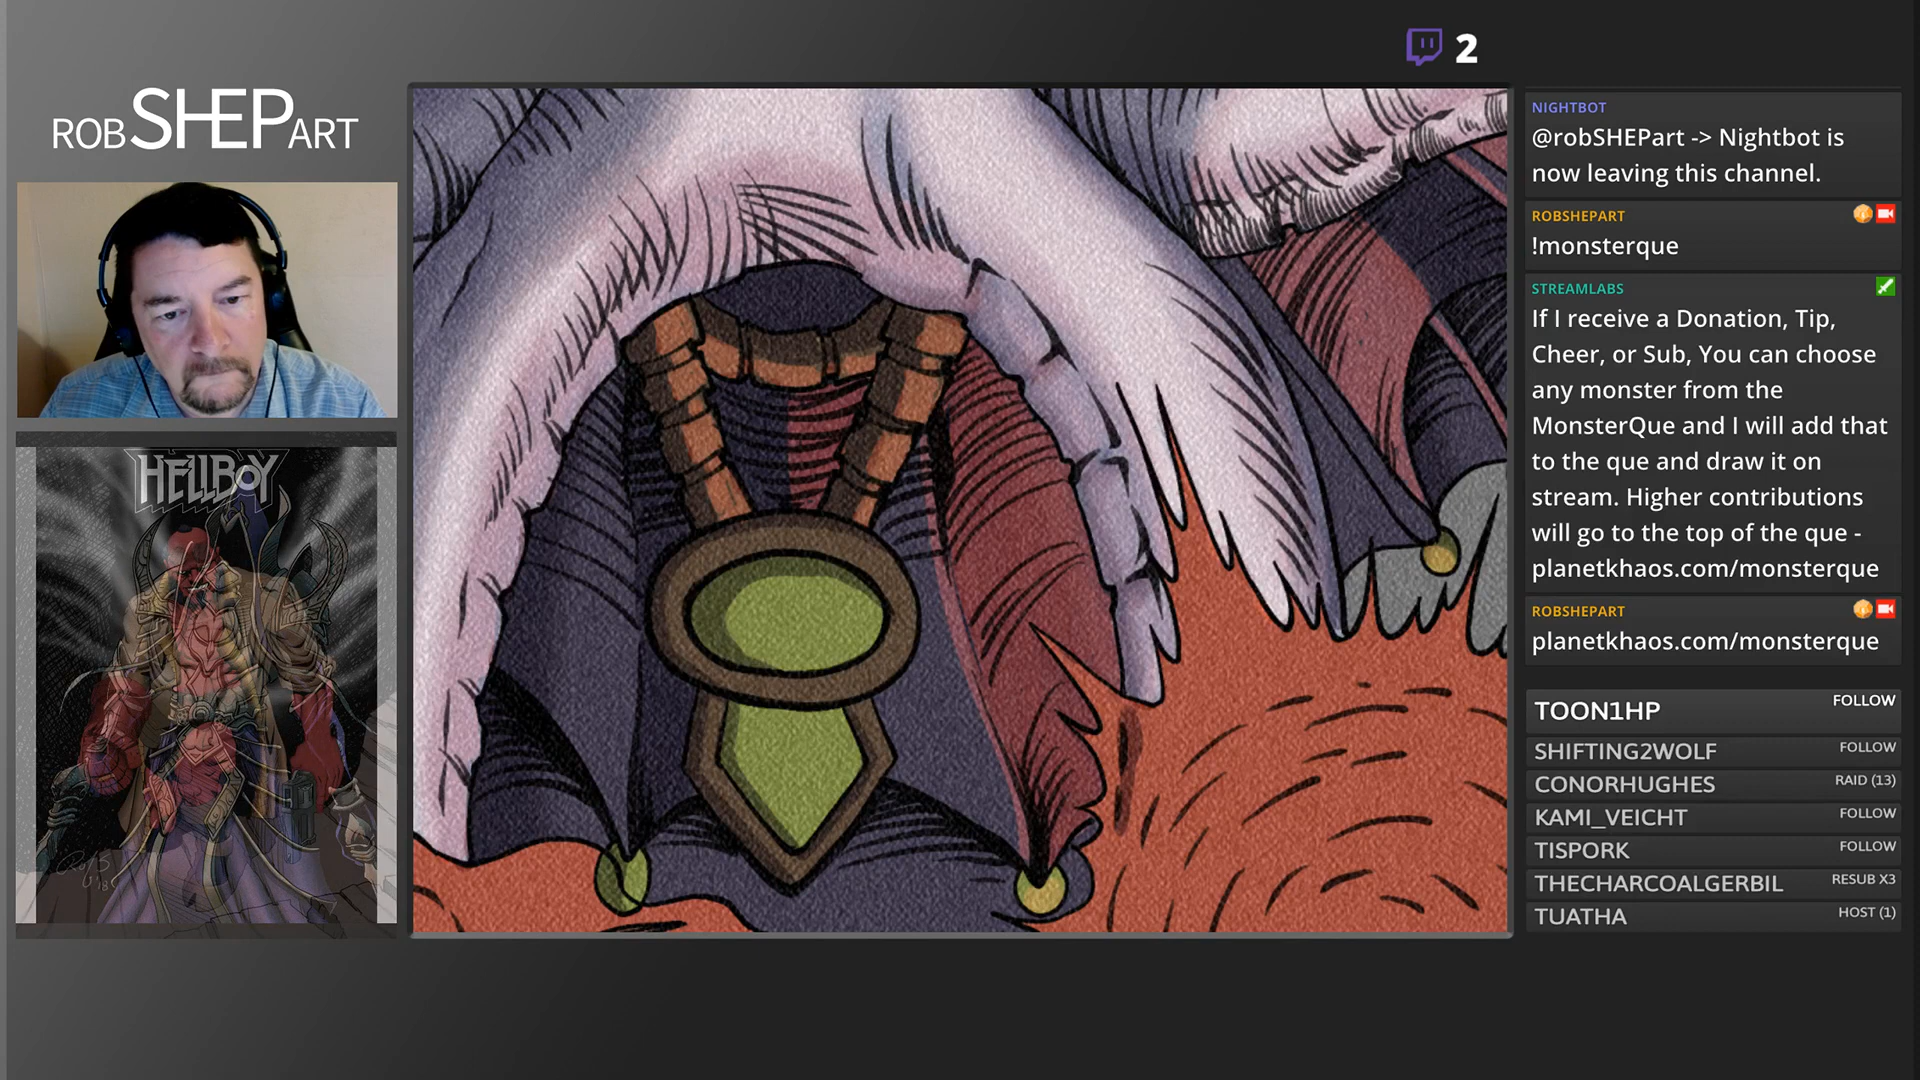 2
ROBSHEPART
NIGHTBOT
@robSHEPart -> Nightbot is
now leaving this channel.
ROBSHEPART
!monsterque
STREAMLABS
If I receive a Donation, Tip,
Cheer, or Sub, You can choose
any monster from the
MonsterQue and I will add that
to the que and draw it on
stream. Higher contributions
will go to the top of the que -
planetkhaos.com/monsterque
ROBSHEPART
planetkhaos.com/monsterque
TOON1HP FOLLOW
SHIFTING2WOLF FOLLOW
CONORHUGHES RAID (13)
KAMI_VEICHT FOLLOW
TISPORK FOLLOW
THECHARCOALGERBIL RESUB X3
TUATHA HOST (1)
HELLBOY